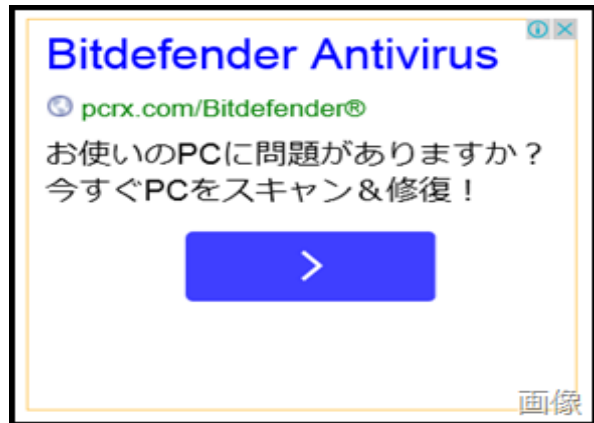 Bitdefender Antivirus
pcrx.com/Bitdefender®
お使いのPCに問題がありますか？
今すぐPCをスキャン＆修復！
画像